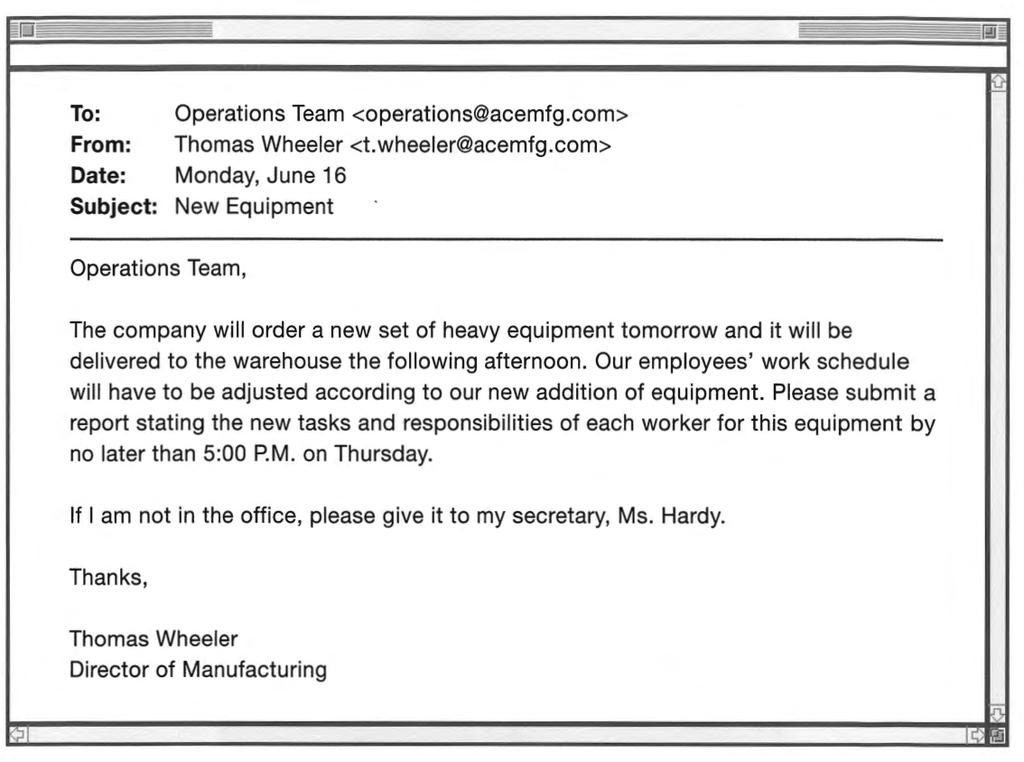 To: Operations Team <operations@acemfg.com>
From: Thomas Wheeler <t.wheeler@acemfg.com>
Date: Monday, June 16
Subject: New Equipment
Operations Team,
The company will order a new set of heavy equipment tomorrow and it will be
delivered to the warehouse the following afternoon. Our employees' work schedule
will have to be adjusted according to our new addition of equipment. Please submit a
report stating the new tasks and responsibilities of each worker for this equipment by
no later than 5:00 P.M. on Thursday.
If I am not in the office, please give it to my secretary, Ms. Hardy.
Thanks,
Thomas Wheeler
Director of Manufacturing